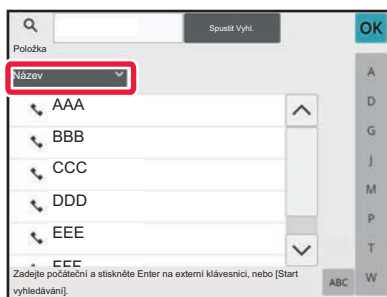 Spustit Vyhl.
OK
Položka
Název
AAA
BBB
CCC
DDD
EEE
FFF
Zadejte počáteční a stiskněte Enter na externí klávesnici, nebo [Start
vyhledávání].
A
D
G
J
M
P
T
W
ABC